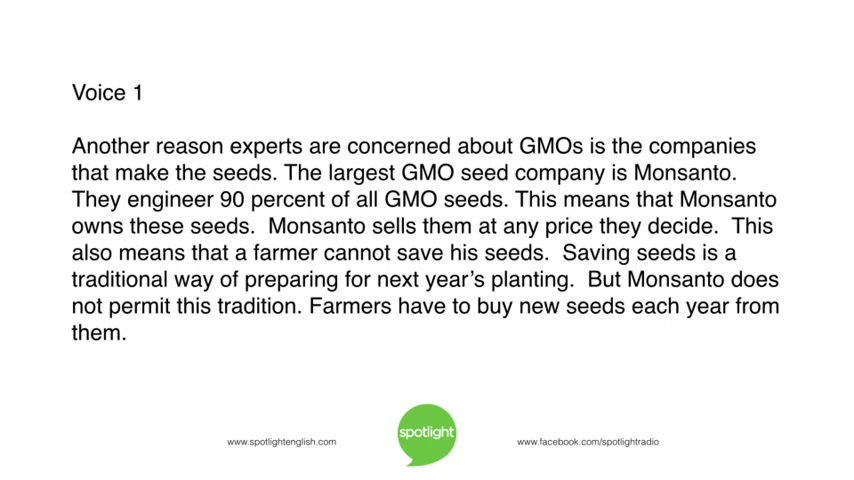 Voice 1
Another reason experts are concerned about GMOs is the companies
that make the seeds. The largest GMO seed company is Monsanto.
They engineer 90 percent of all GMO seeds. This means that Monsanto
owns these seeds.  Monsanto sells them at any price they decide.  This
also means that a farmer cannot save his seeds.  Saving seeds is a
traditional way of preparing for next year’s planting.  But Monsanto does
not permit this tradition. Farmers have to buy new seeds each year from
them.
spotlight
www.spotlightenglish.com
www.facebook.com/spotlightradio